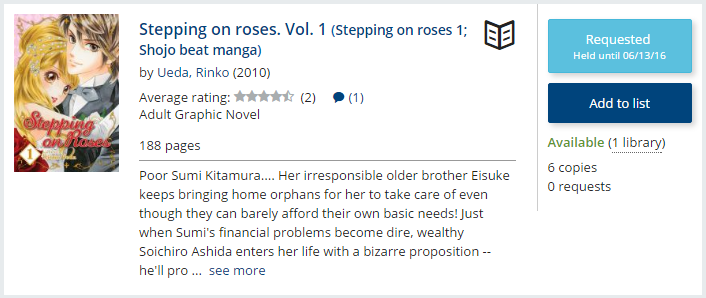 Stepping on Roses
1
Stepping on roses. Vol. 1 (Stepping on roses 1;
Shojo beat manga)
by Ueda, Rinko (2010)
Average rating: (2) (1)
Adult Graphic Novel
188 pages
Poor Sumi Kitamura.... Her irresponsible older brother Eisuke
keeps bringing home orphans for her to take care of even
though they can barely afford their own basic needs! Just
when Sumi's financial problems become dire, wealthy
Soichiro Ashida enters her life with a bizarre proposition --
he'll pro ... see more
Requested
Held until 06/13/16
Add to list
Available (1 library)
6 copies
0 requests